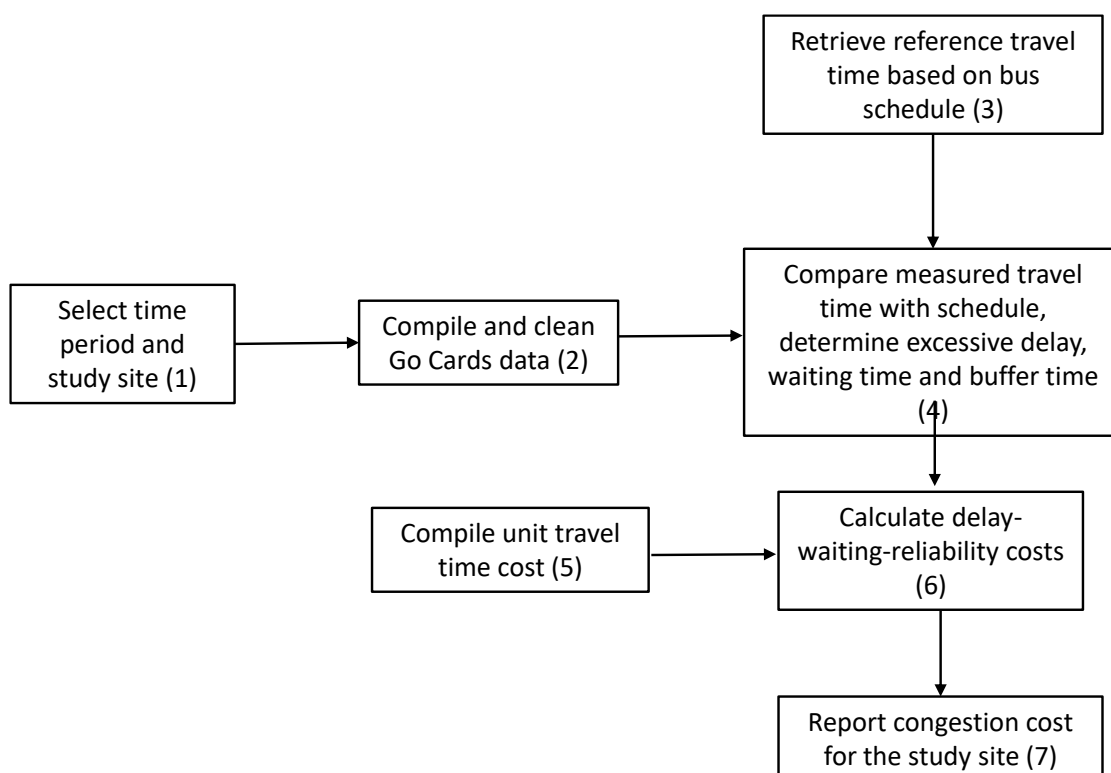 Retrieve reference travel
time based on bus
schedule (3)
Select time
period and
study site (1)
Compile and clean
Go Cards data (2)
Compare measured travel
time with schedule,
determine excessive delay,
waiting time and buffer time
(4)
Compile unit travel
time cost (5)
Calculate delay-
waiting-reliability costs
(6)
Report congestion cost
for the study site (7)